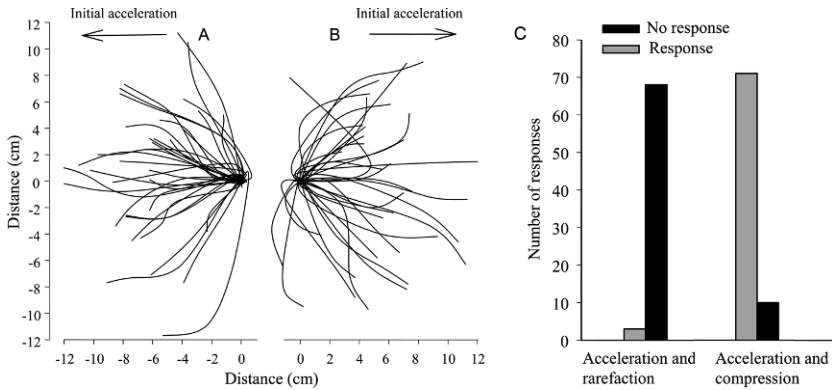 Initial acceleration
A
B
Initial acceleration
C
No response
Response
12
10
8
6
4
2
0
-2
-4
-6
-8
-10
-12
Distance (cm)
-12 -10 -8 -6 -4 -2 0
0 2 4 6 8 10 12
Distance (cm)
80
70
60
50
40
30
20
10
0
Number of responses
Acceleration and
rarefaction
Acceleration and
compression